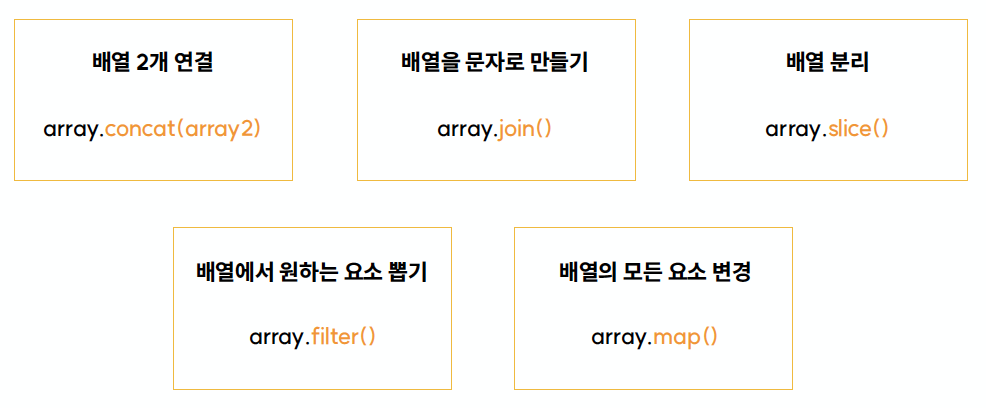 배열 2개 연결
array.concat(array2)
배열을 문자로 만들기
array.join()
배열 분리
array.slice()
배열에서 원하는 요소 뽑기
array.filter()
배열의 모든 요소 변경
array.map()